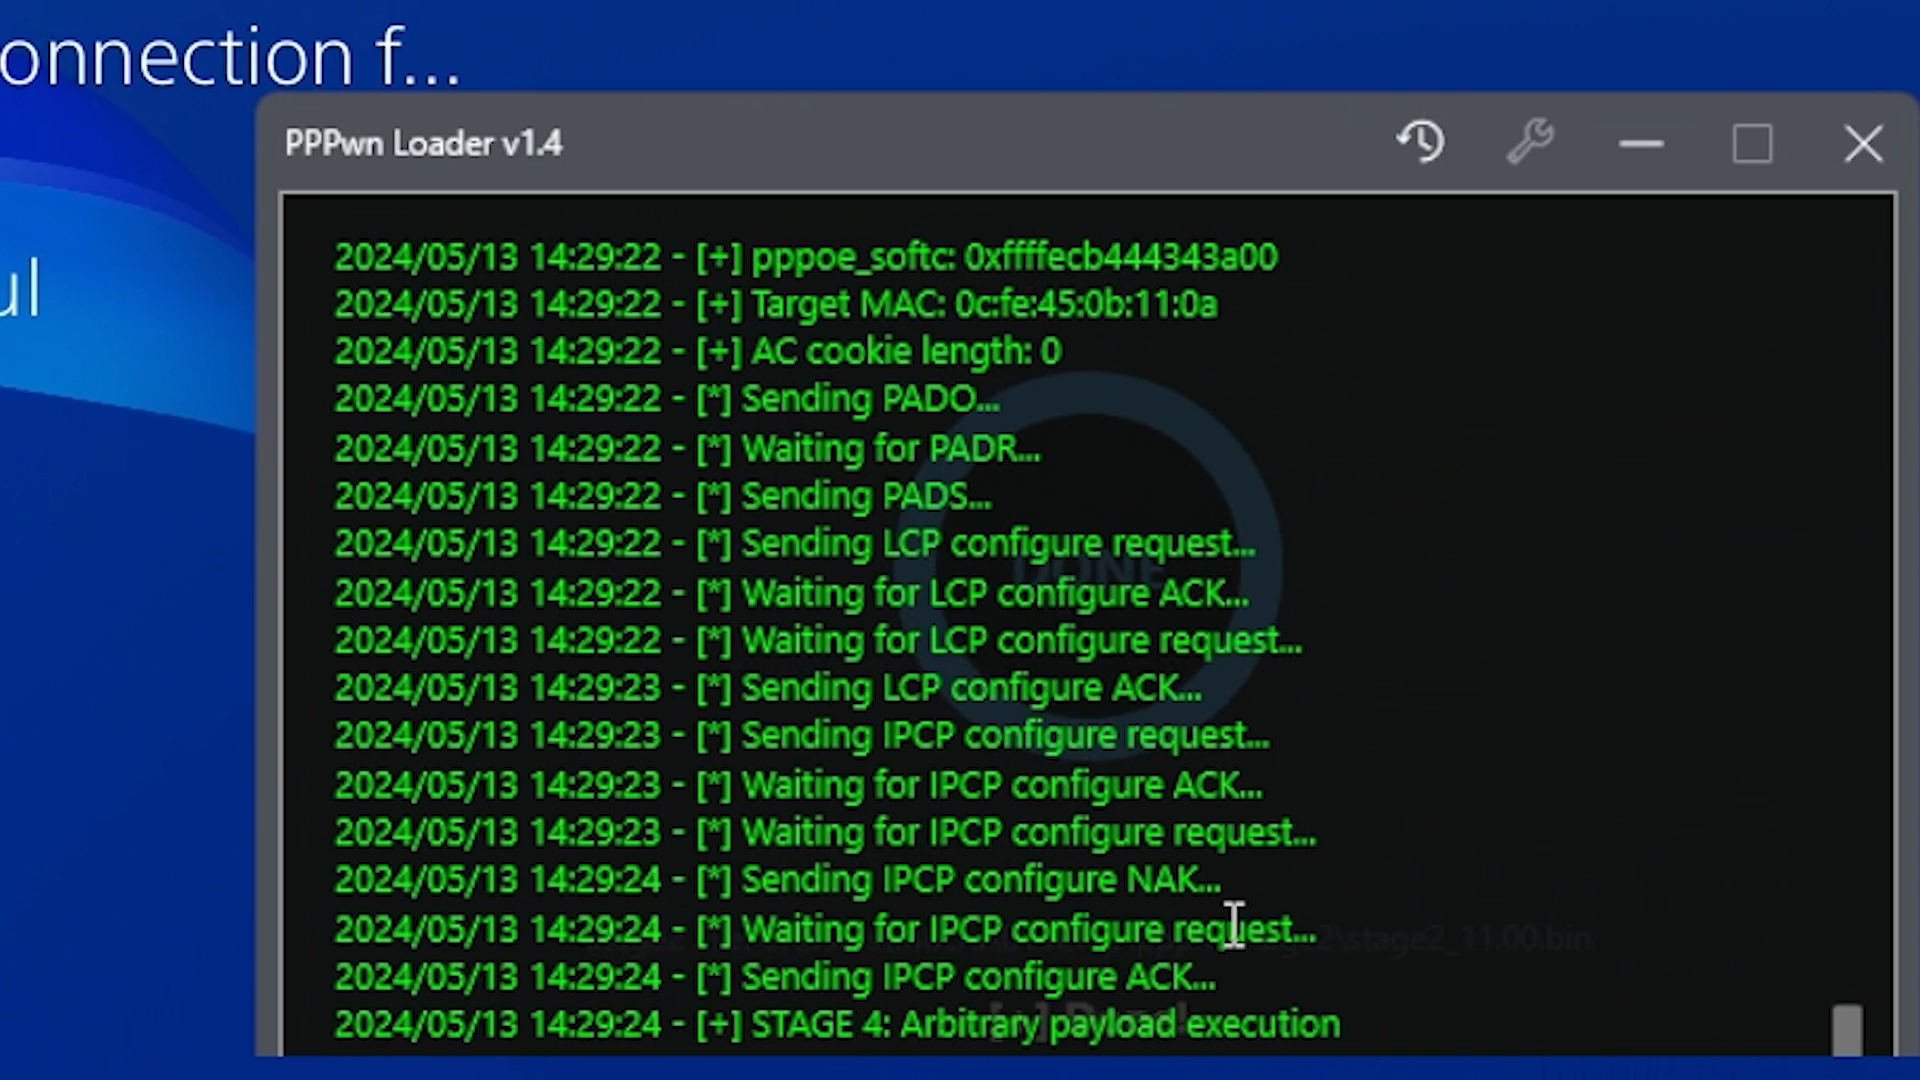 onnection f...
PPPwn Loader v1.4
ul
2024/05/13 14:29:22 - [+] pppoe_softc: 0xffffecb444343a00
2024/05/13 14:29:22 - [+] Target MAC: 0c:fe:45:0b:11:0a
2024/05/13 14:29:22 - [+] AC cookie length: 0
2024/05/13 14:29:22 - [*] Sending PADO...
2024/05/13 14:29:22 - [*] Waiting for PADR...
2024/05/13 14:29:22 - [*] Sending PADS...
2024/05/13 14:29:22 - [*] Sending LCP configure request...
DONE
2024/05/13 14:29:22 - [*] Waiting for LCP configure ACK...
2024/05/13 14:29:22 - [*] Waiting for LCP configure request...
2024/05/13 14:29:23 - [*] Sending LCP configure ACK...
2024/05/13 14:29:23 - [*] Sending IPCP configure request...
2024/05/13 14:29:23 - [*] Waiting for IPCP configure ACK...
2024/05/13 14:29:23 - [*] Waiting for IPCP configure request...
2024/05/13 14:29:24 - [*] Sending IPCP configure NAK...
2024/05/13 14:29:24 - [*] Waiting for IPCP configure request...
2\stage2_11.00.bin
2024/05/13 14:29:24 - [*] Sending IPCP configure ACK...
2024/05/13 14:29:24 - [+] STAGE 4: Arbitrary payload execution